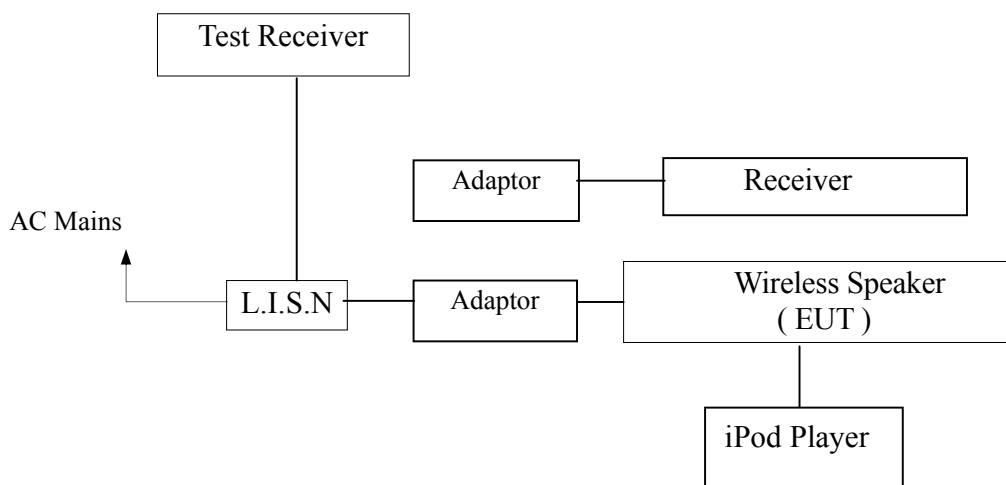 Test Receiver
Adaptor
Receiver
AC Mains
L.I.S.N
Adaptor
Wireless Speaker
( EUT )
iPod Player